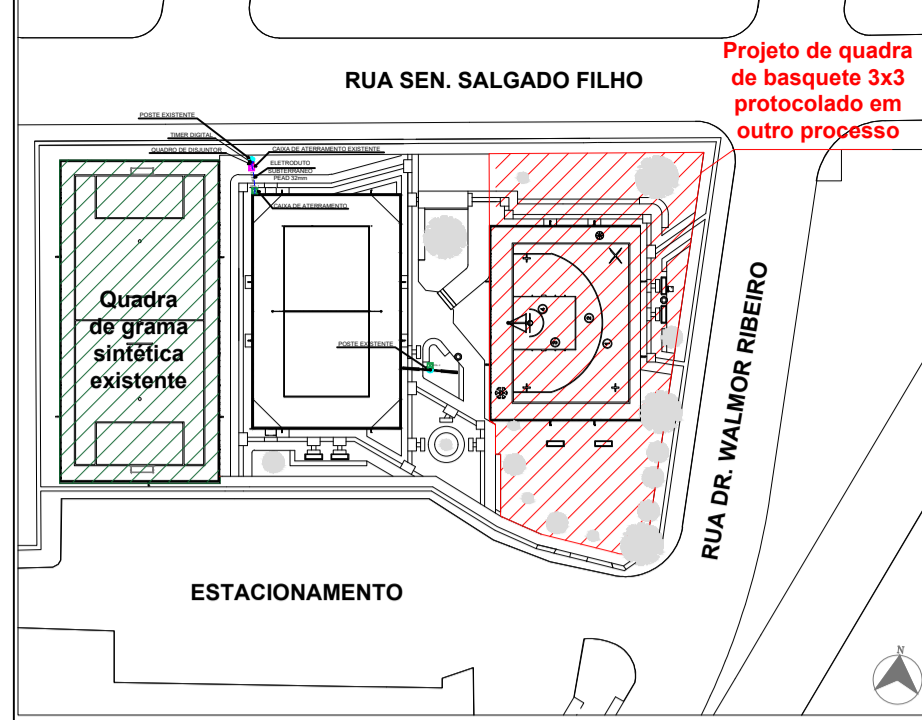 Projeto de quadra
de basquete 3x3
protocolado em
outro processo
RUA SEN. SALGADO FILHO
POSTE EXISTENTE
TIMER DIGITAL
QUADRO DE DISJUNTOR
CAIXA DE ATERRAMENTO EXISTENTE
ELETRODUTO
SUBTERRÂNEO
PEAD 32mm
CAIXA DE ATERRAMENTO
Quadra
de grama
sintética
existente
POSTE EXISTENTE
RUA DR. WALMOR RIBEIRO
ESTACIONAMENTO
N